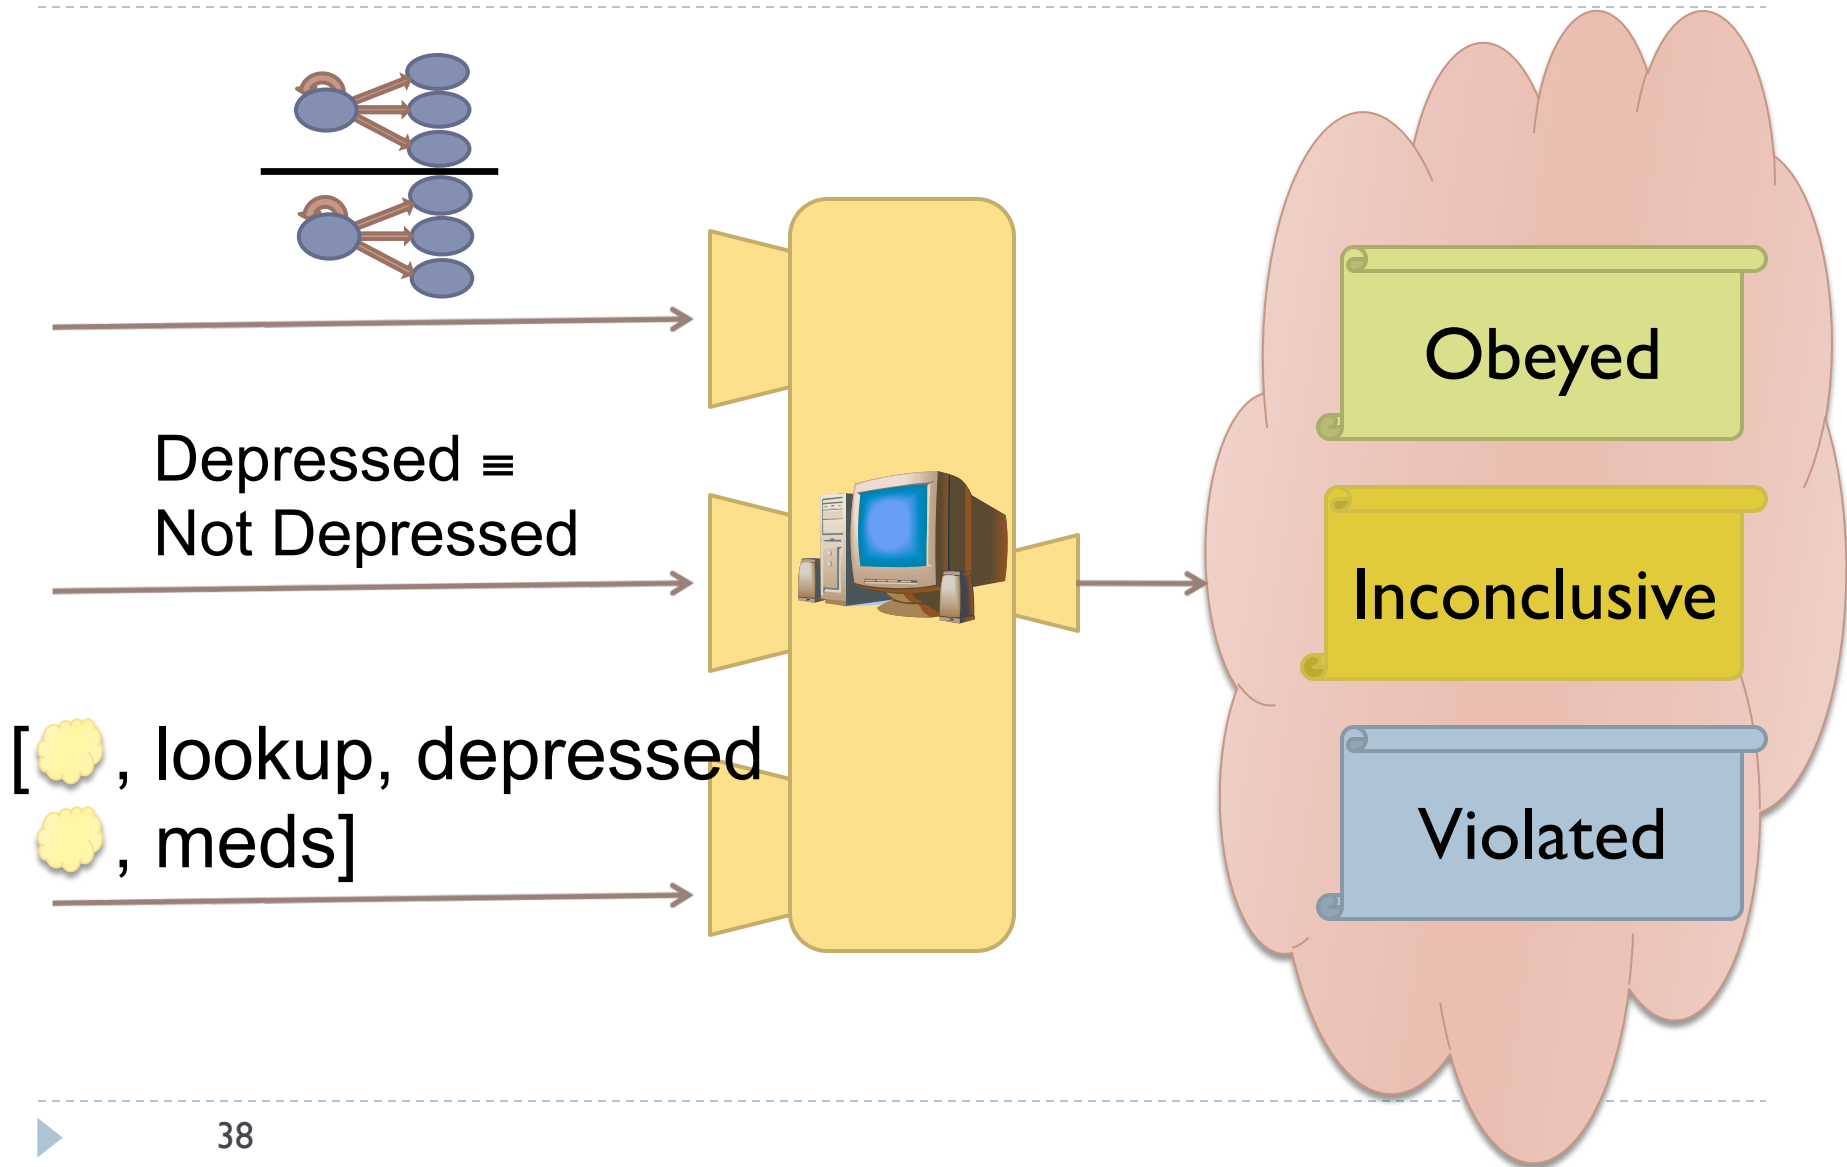 Depressed ≡
Not Depressed
[ , lookup, depressed
, meds]
Obeyed
Inconclusive
Violated
38